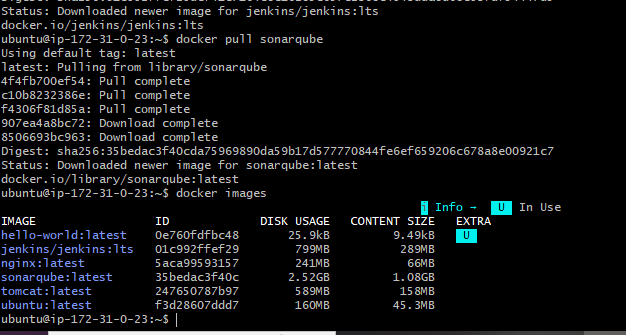 Status: Downloaded newer image for jenkins/jenkins:lts
docker.io/jenkins/jenkins:lts
ubuntu@ip-172-31-0-23:~$ docker pull sonarqube
Using default tag: latest
latest: Pulling from library/sonarqube
4f4fb700ef54: Pull complete
c10b8232386e: Pull complete
f4306f81d85a: Pull complete
907ea4a8bc72: Download complete
8506693bc963: Download complete
Digest: sha256:35bedac3f40cda75969890da59b17d577770844fe6ef659206c678a8e00921c7
Status: Downloaded newer image for sonarqube:latest
docker.io/library/sonarqube:latest
ubuntu@ip-172-31-0-23:~$ docker images
i Info → U In Use
IMAGE ID DISK USAGE CONTENT SIZE EXTRA
hello-world:latest 0e760fdfbc48 25.9kB 9.49kB U
jenkins/jenkins:lts 01c992ffef29 799MB 289MB
nginx:latest 5aca99593157 241MB 66MB
sonarqube:latest 35bedac3f40c 2.52GB 1.08GB
tomcat:latest 247650787b97 589MB 158MB
ubuntu:latest f3d28607ddd7 160MB 45.3MB
ubuntu@ip-172-31-0-23:~$